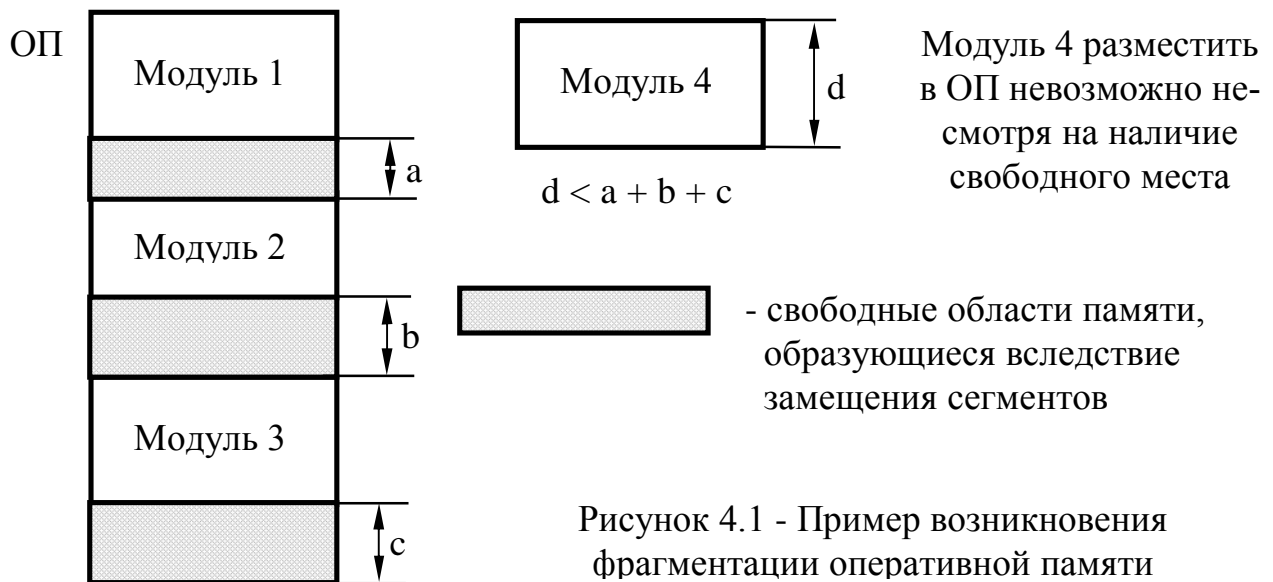 ОП
Модуль 1
a
Модуль 2
b
Модуль 3
c
Модуль 4
d
d < a + b + c
Модуль 4 разместить
в ОП невозможно не-
смотря на наличие
свободного места
- свободные области памяти,
образующиеся вследствие
замещения сегментов
Рисунок 4.1 - Пример возникновения
фрагментации оперативной памяти